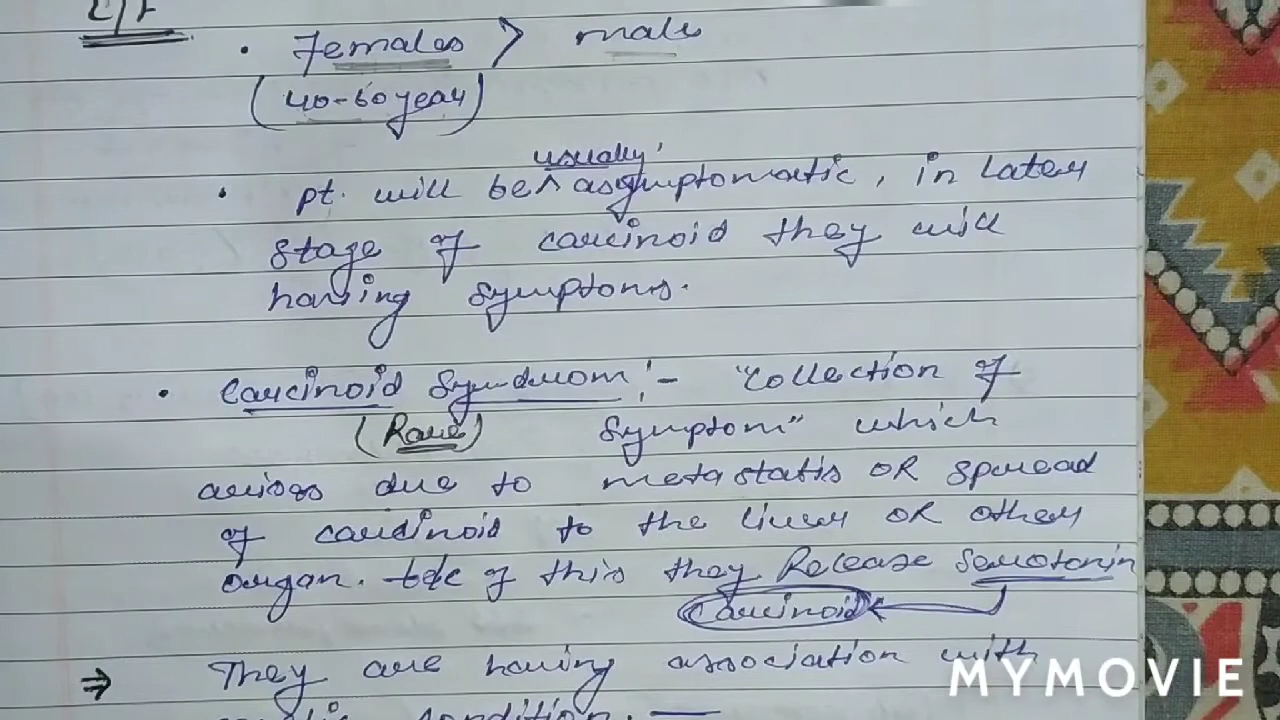 C/F
• Females > male
(40-60 year)
usually
• pt. will be ^ asymptomatic, in later
stage of carcinoid they will
having symptoms.
• Carcinoid Syndrom :- "collection of
(Rare) symptom" which
arises due to metastatis OR spread
of carcinoid to the liver OR other
organ. b/c of this they Release Serotonin
Carcinoid
⇒ They are having association with
condition. —
MYMOVIE